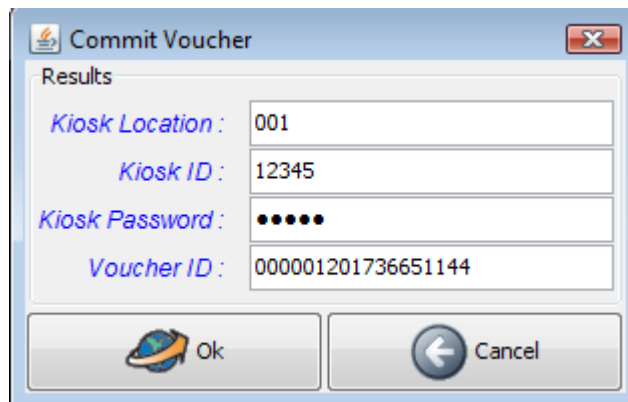 Commit Voucher
Results
Kiosk Location : 001
Kiosk ID : 12345
Kiosk Password : ●●●●●
Voucher ID : 000001201736651144
Ok Cancel